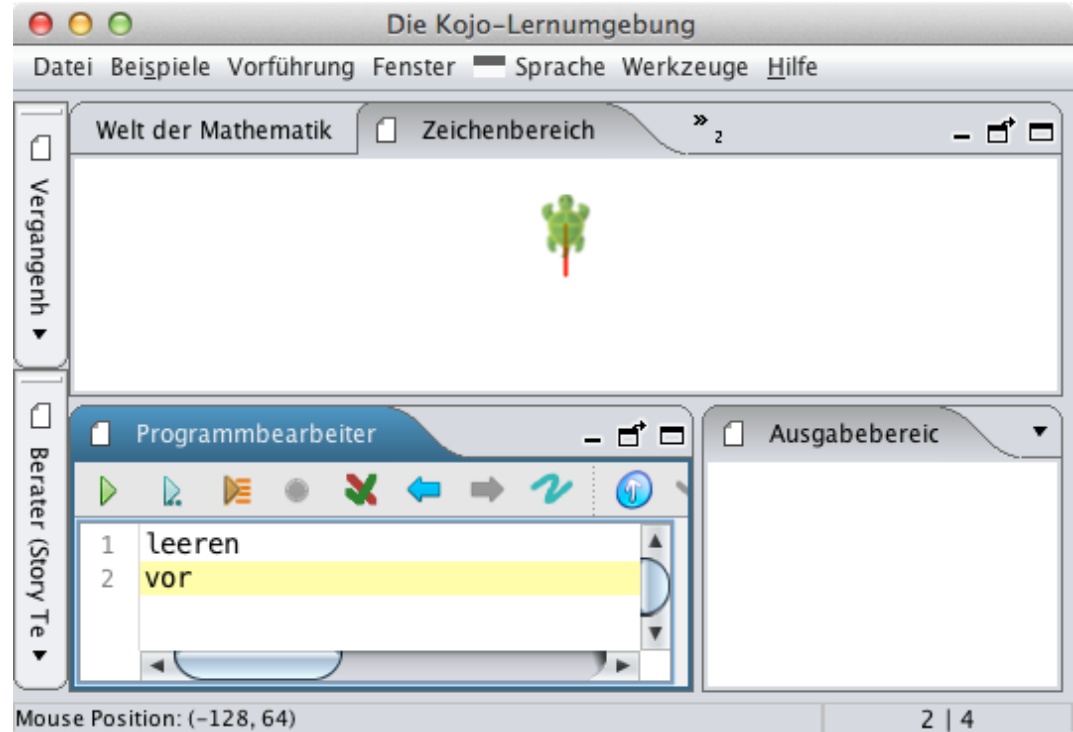 Die Kojo-Lernumgebung
Datei Beispiele Vorführung Fenster Sprache Werkzeuge Hilfe
Vergangenh
Welt der Mathematik Zeichenbereich » 2
Berater (Story Te
Programmbearbeiter
Ausgabebereic
1 leeren
2 vor
Mouse Position: (-128, 64) 2 | 4